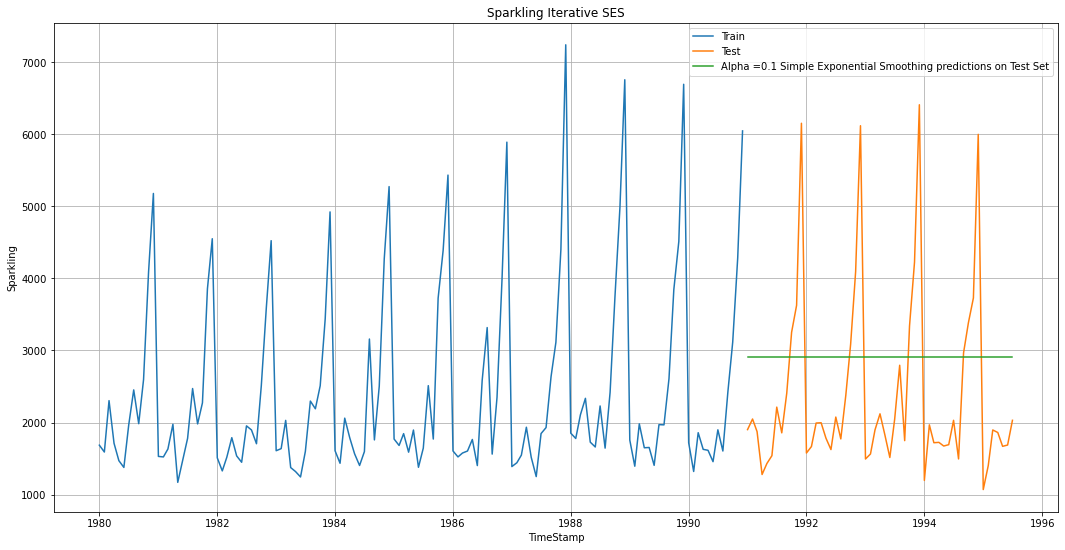 Sparkling Iterative SES
Train
Test
Alpha =0.1 Simple Exponential Smoothing predictions on Test Set
7000
6000
5000
4000
3000
2000
1000
Sparkling
1980 1982 1984 1986 1988 1990 1992 1994 1996
TimeStamp